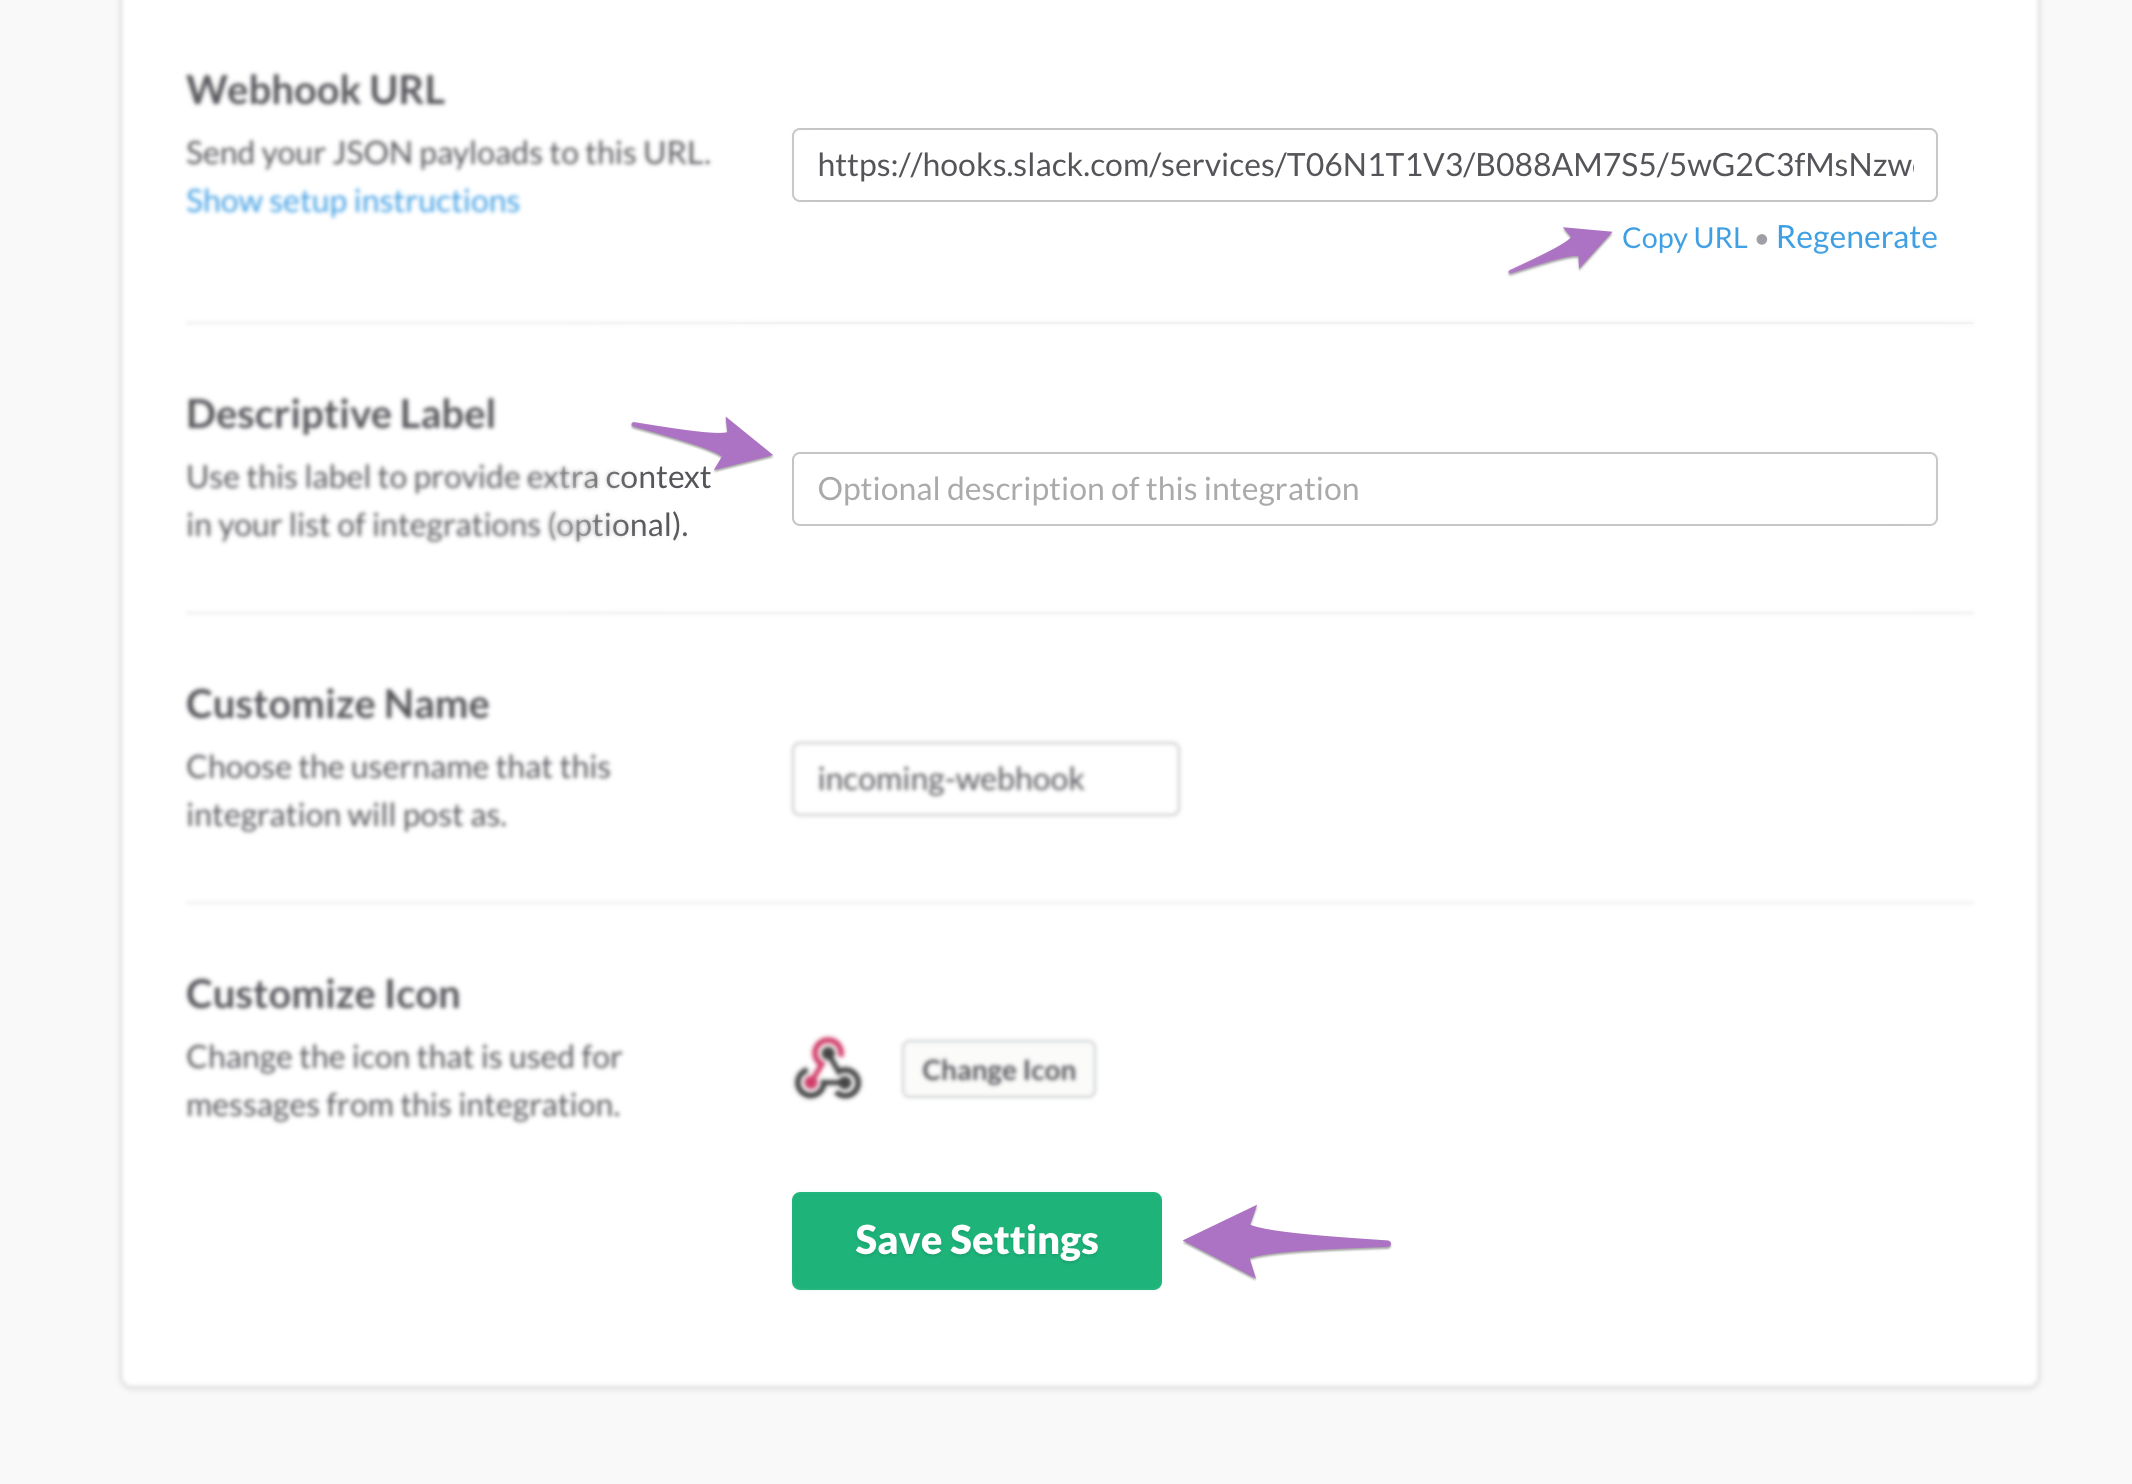 Webhook URL
Send your JSON payloads to this URL.
Show setup instructions
https://hooks.slack.com/services/T06N1T1V3/B088AM7S5/5wG2C3fMsNzw
Copy URL • Regenerate
Descriptive Label
Use this label to provide extra context
in your list of integrations (optional).
Optional description of this integration
Customize Name
Choose the username that this
integration will post as.
incoming-webhook
Customize Icon
Change the icon that is used for
messages from this integration.
Change Icon
Save Settings